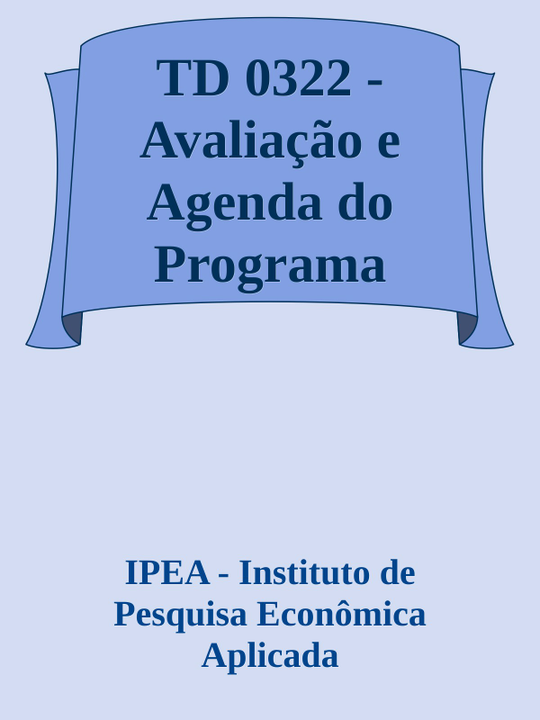 TD 0322 -
Avaliação e
Agenda do
Programa
IPEA - Instituto de
Pesquisa Econômica
Aplicada